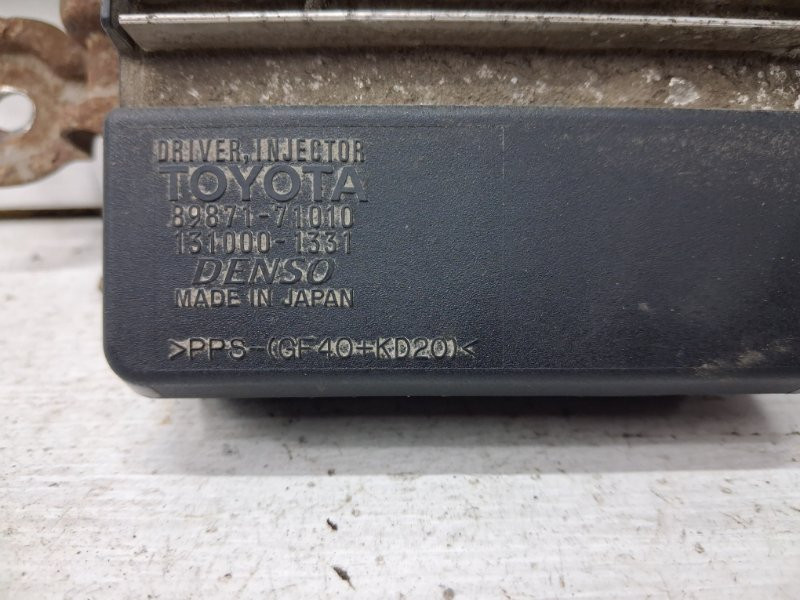 DRIVER, INJECTOR
TOYOTA
89871-71010
131000-1331
DENSO
MADE IN JAPAN
>PPS-(GF40+KD20)<